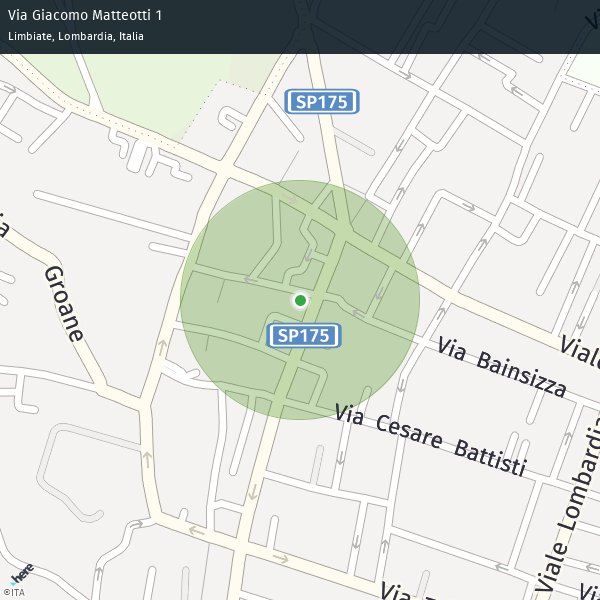 Via Giacomo Matteotti 1
Limbiate, Lombardia, Italia
SP175
Groane
SP175
Via Bainsizza
Viale
Via Cesare Battisti
Viale Lombardia
Via
here
©ITA